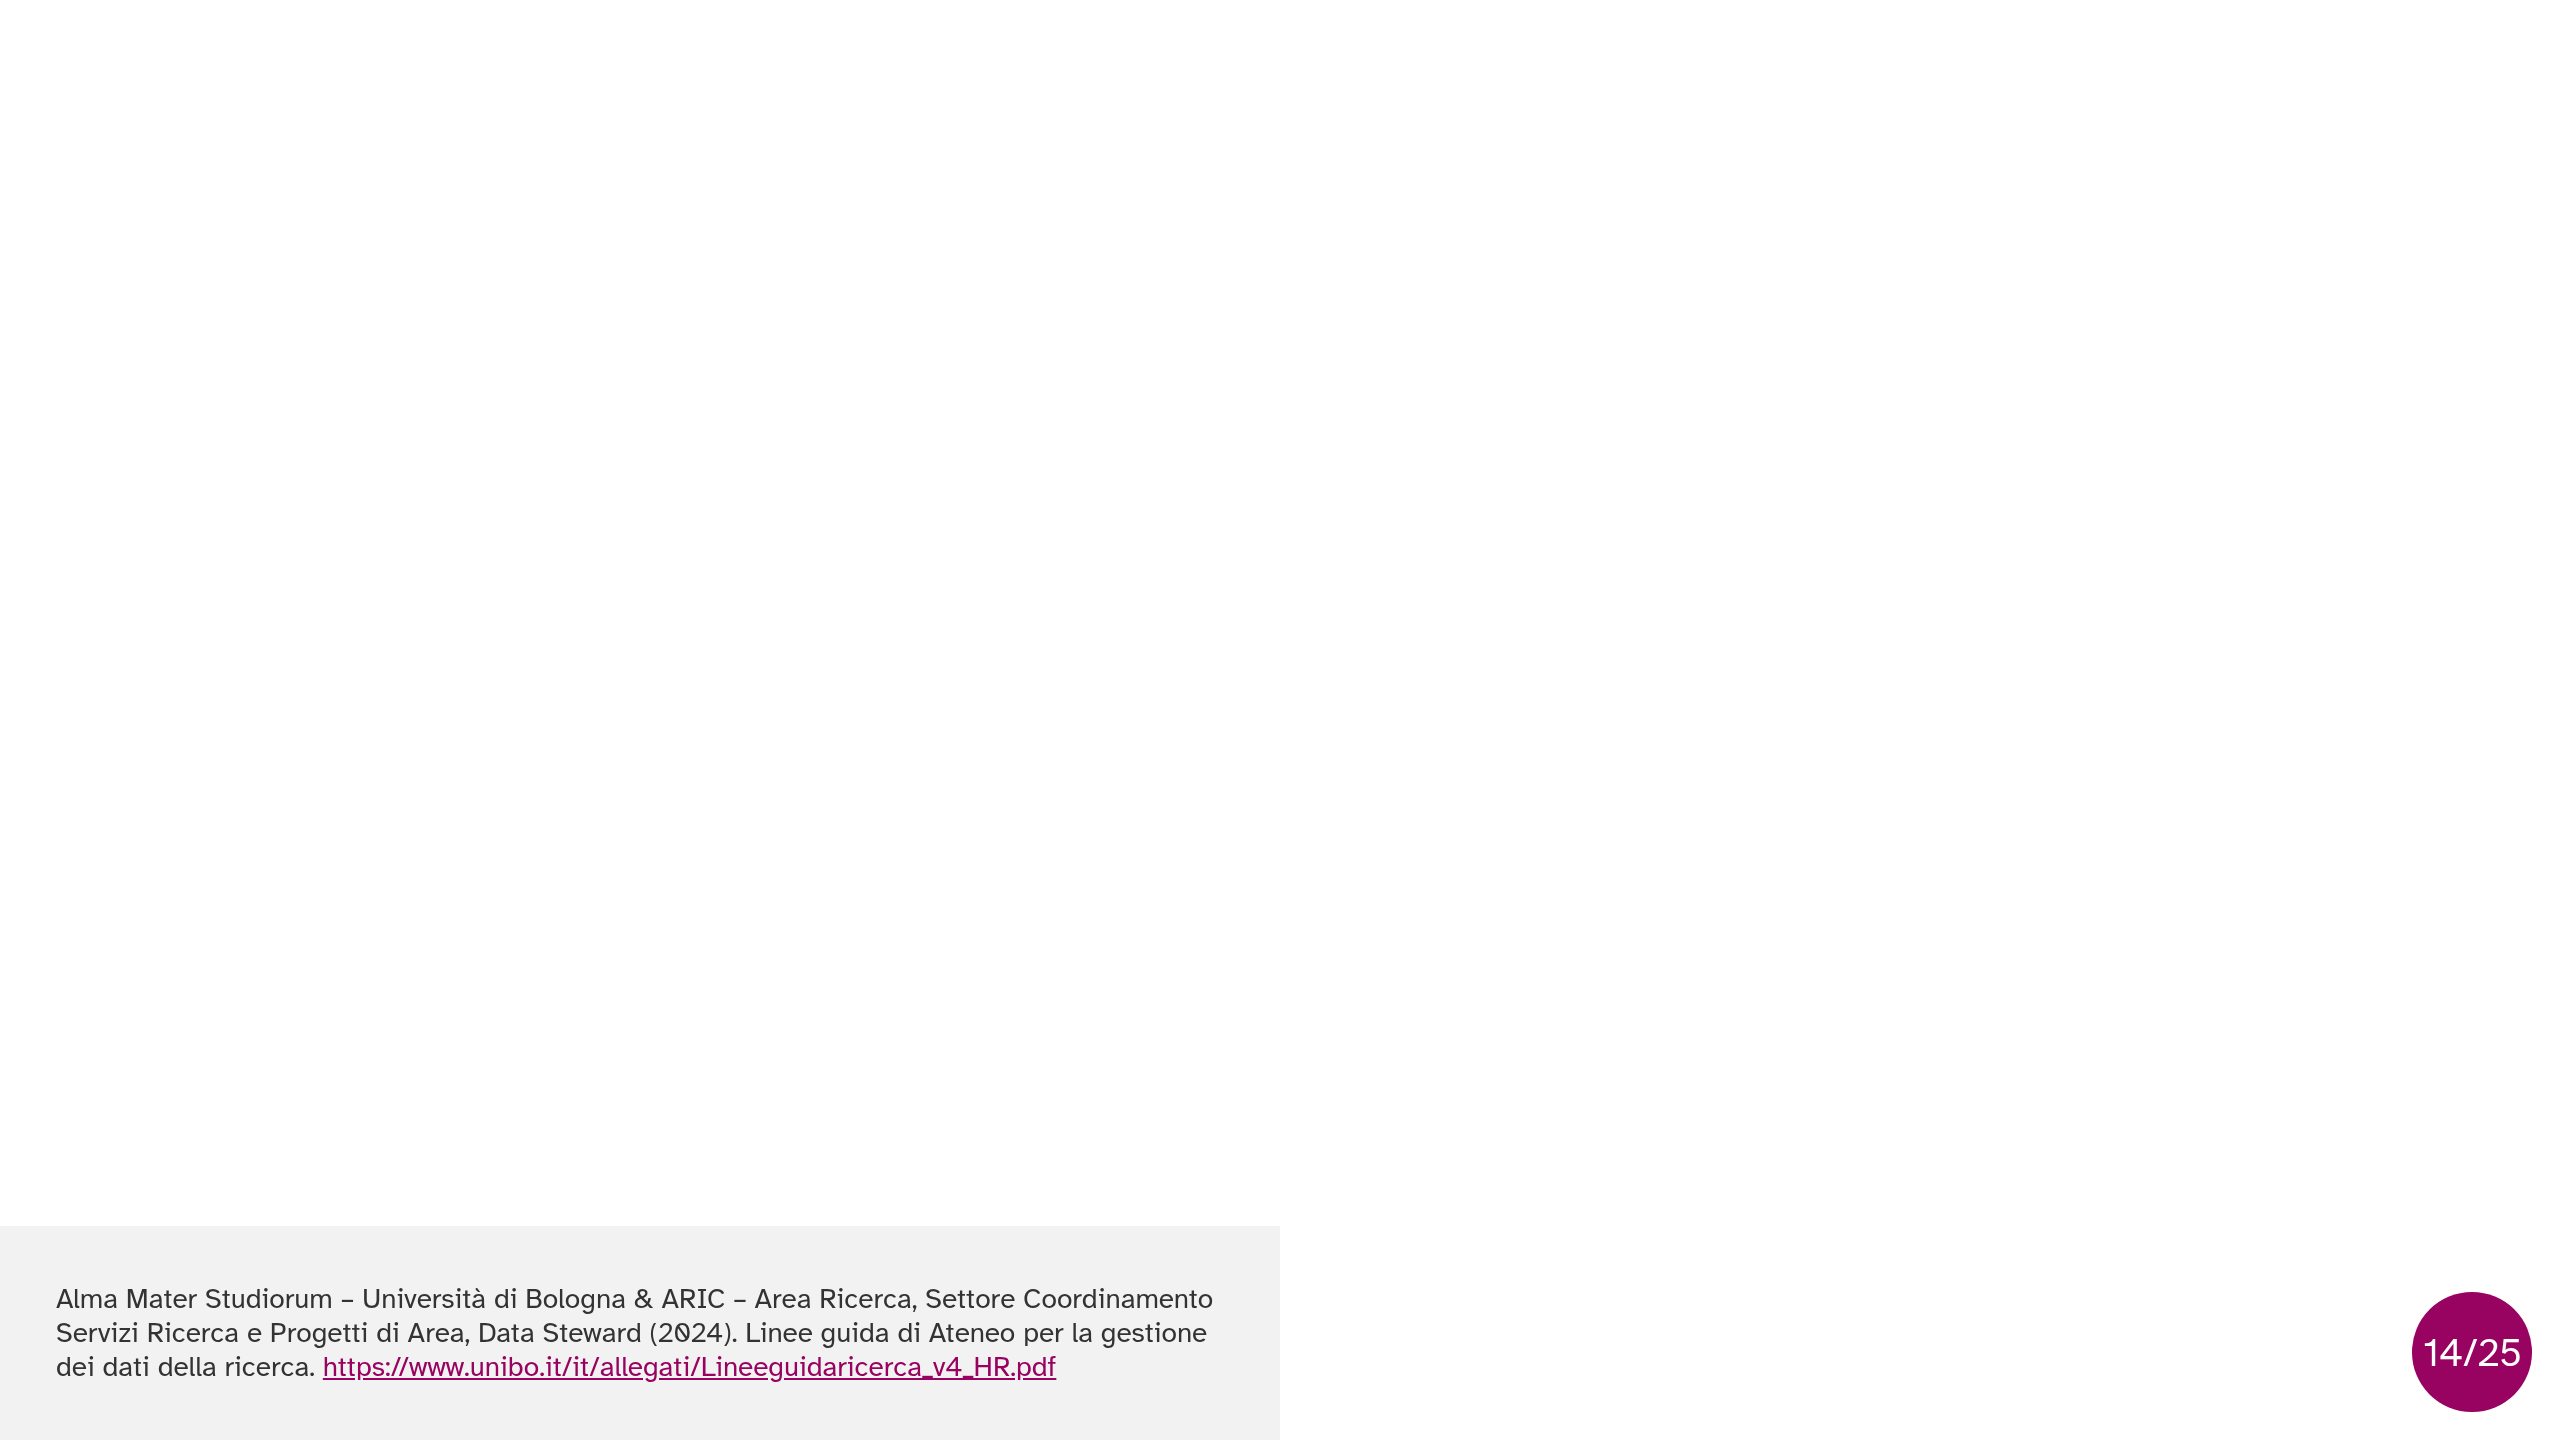 Alma Mater Studiorum – Università di Bologna & ARIC – Area Ricerca, Settore Coordinamento
Servizi Ricerca e Progetti di Area, Data Steward (2024). Linee guida di Ateneo per la gestione
dei dati della ricerca. https://www.unibo.it/it/allegati/Lineeguidaricerca_v4_HR.pdf
14/25